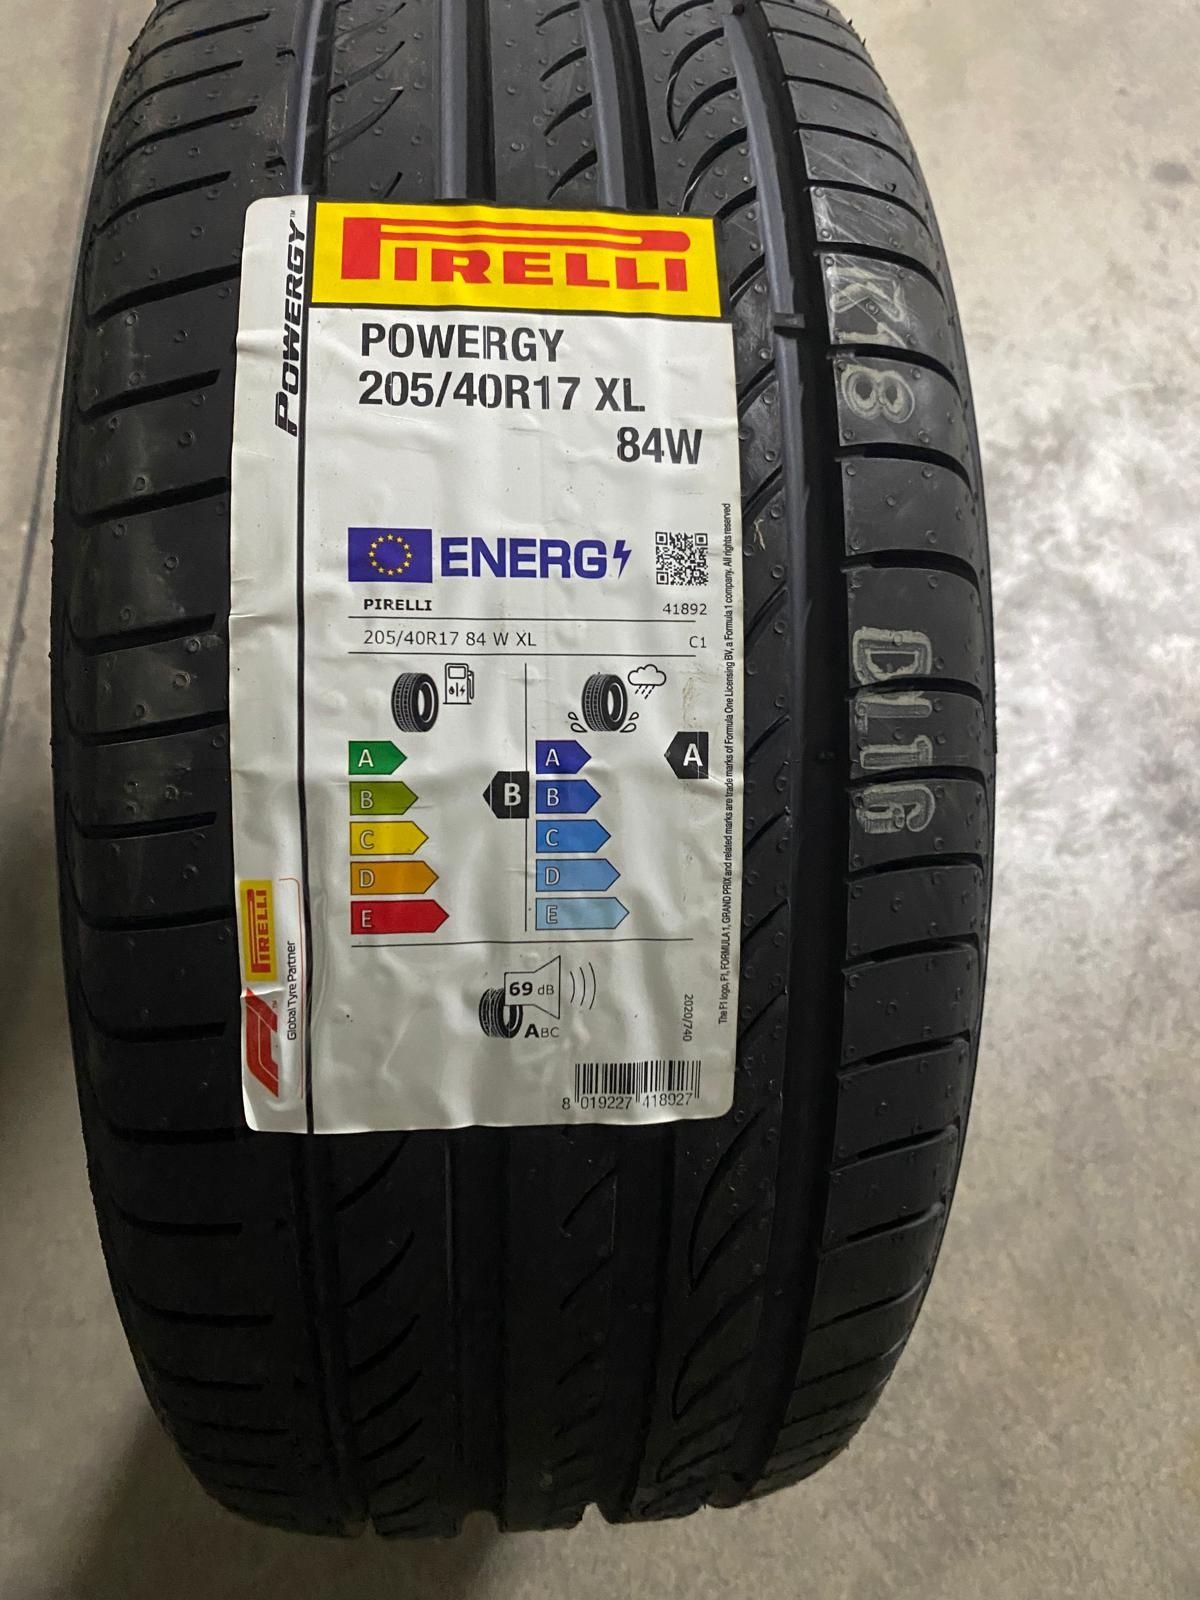 POWERGY™
PIRELLI
POWERGY
205/40R17 XL
84W
ENERG
PIRELLI
41892
205/40R17 84 W XL
C1
A
B
C
D
E
B
A
B
C
D
E
A
69 dB
ABC
2020/740
8 019227 418927
The F1 logo, F1, FORMULA 1, GRAND PRIX and related marks are trade marks of Formula One Licensing BV, a Formula 1 company. All rights reserved
PIRELLI
F1™
Global Tyre Partner